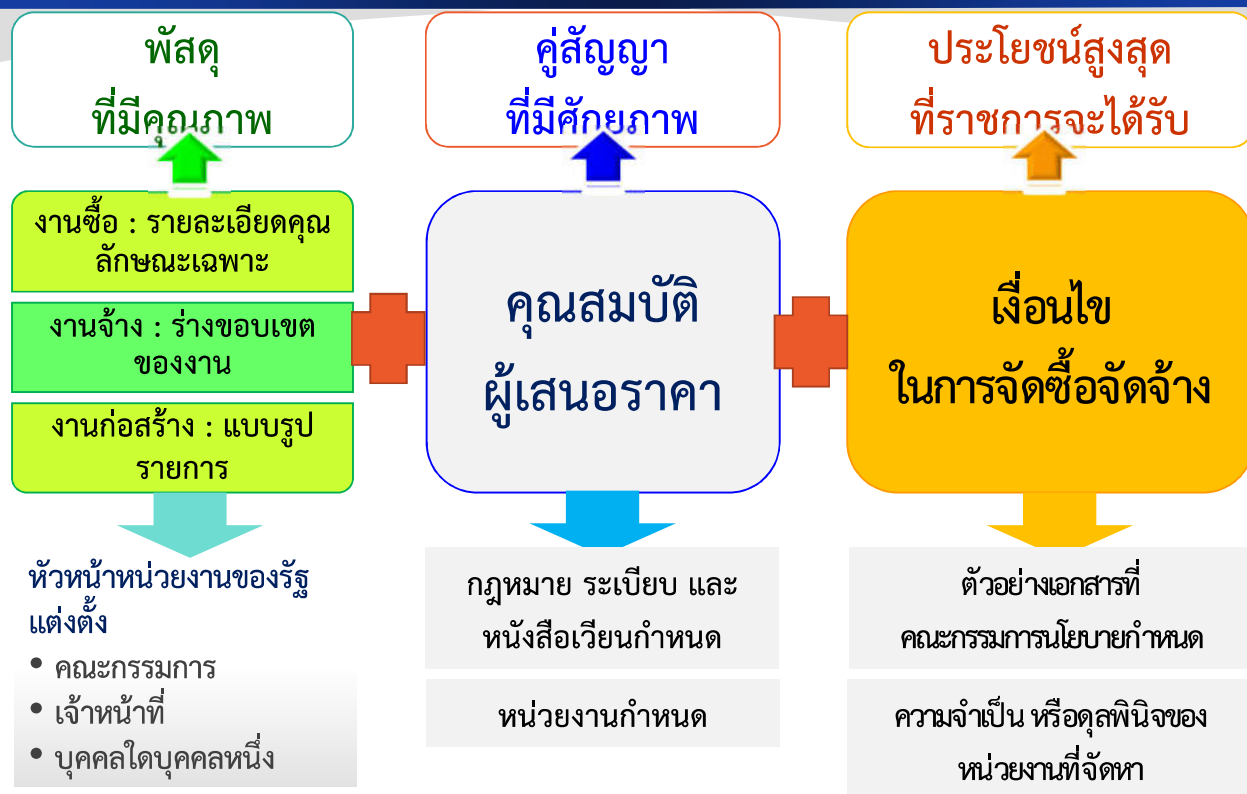 พัสดุ
ที่มีคุณภาพ
คู่สัญญา
ที่มีศักยภาพ
ประโยชน์สูงสุด
ที่ราชการจะได้รับ
งานซื้อ : รายละเอียดคุณ
ลักษณะเฉพาะ
งานจ้าง : ร่างขอบเขต
ของงาน
งานก่อสร้าง : แบบรูป
รายการ
คุณสมบัติ
ผู้เสนอราคา
เงื่อนไข
ในการจัดซื้อจัดจ้าง
หัวหน้าหน่วยงานของรัฐ
แต่งตั้ง
• คณะกรรมการ
• เจ้าหน้าที่
• บุคคลใดบุคคลหนึ่ง
กฎหมาย ระเบียบ และ
หนังสือเวียนกำหนด
หน่วยงานกำหนด
ตัวอย่างเอกสารที่
คณะกรรมการนโยบายกำหนด
ความจำเป็น หรือดุลพินิจของ
หน่วยงานที่จัดหา